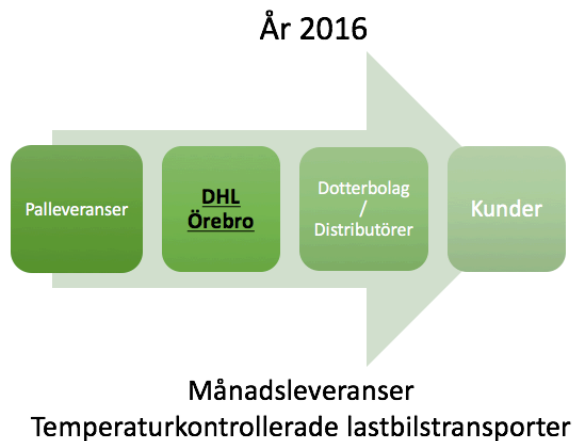 År 2016
Palleveranser
DHL
Örebro
Dotterbolag
/
Distributörer
Kunder
Månadsleveranser
Temperaturkontrollerade lastbilstransporter